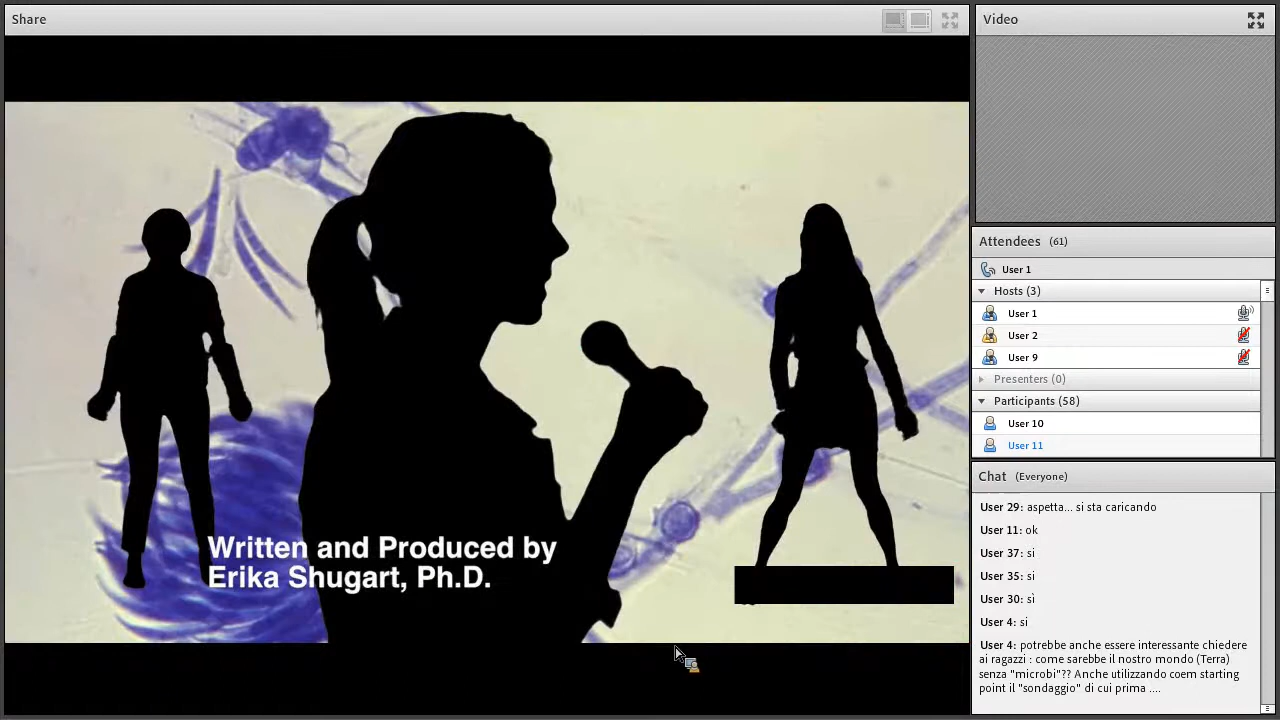 Share
Written and Produced by
Erika Shugart, Ph.D.
Video
Attendees (61)
User 1
Hosts (3)
User 1
User 2
User 9
Presenters (0)
Participants (58)
User 10
User 11
Chat (Everyone)
User 29: aspetta... si sta caricando
User 11: ok
User 37: si
User 35: si
User 30: sì
User 4: si
User 4: potrebbe anche essere interessante chiedere
ai ragazzi : come sarebbe il nostro mondo (Terra)
senza "microbi"?? Anche utilizzando coem starting
point il "sondaggio" di cui prima ....